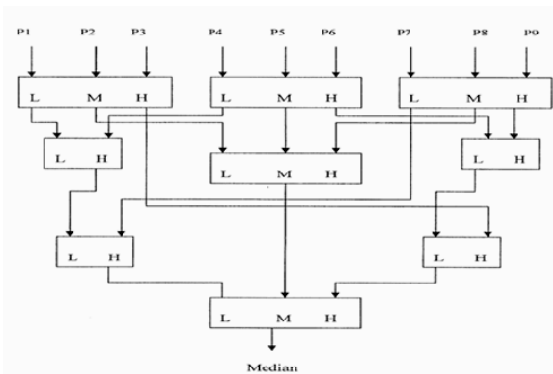 P1 P2 P3 P4 P5 P6 P7 P8 P9
L M H L M H L M H
L H L M H L H
L H L H
L M H
Median